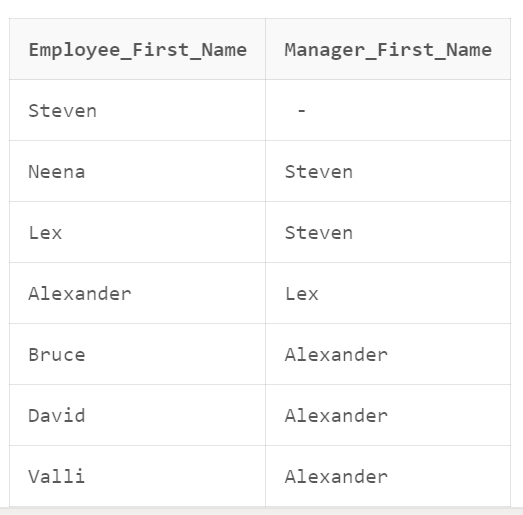 Employee_First_Name Manager_First_Name
Steven -
Neena Steven
Lex Steven
Alexander Lex
Bruce Alexander
David Alexander
Valli Alexander